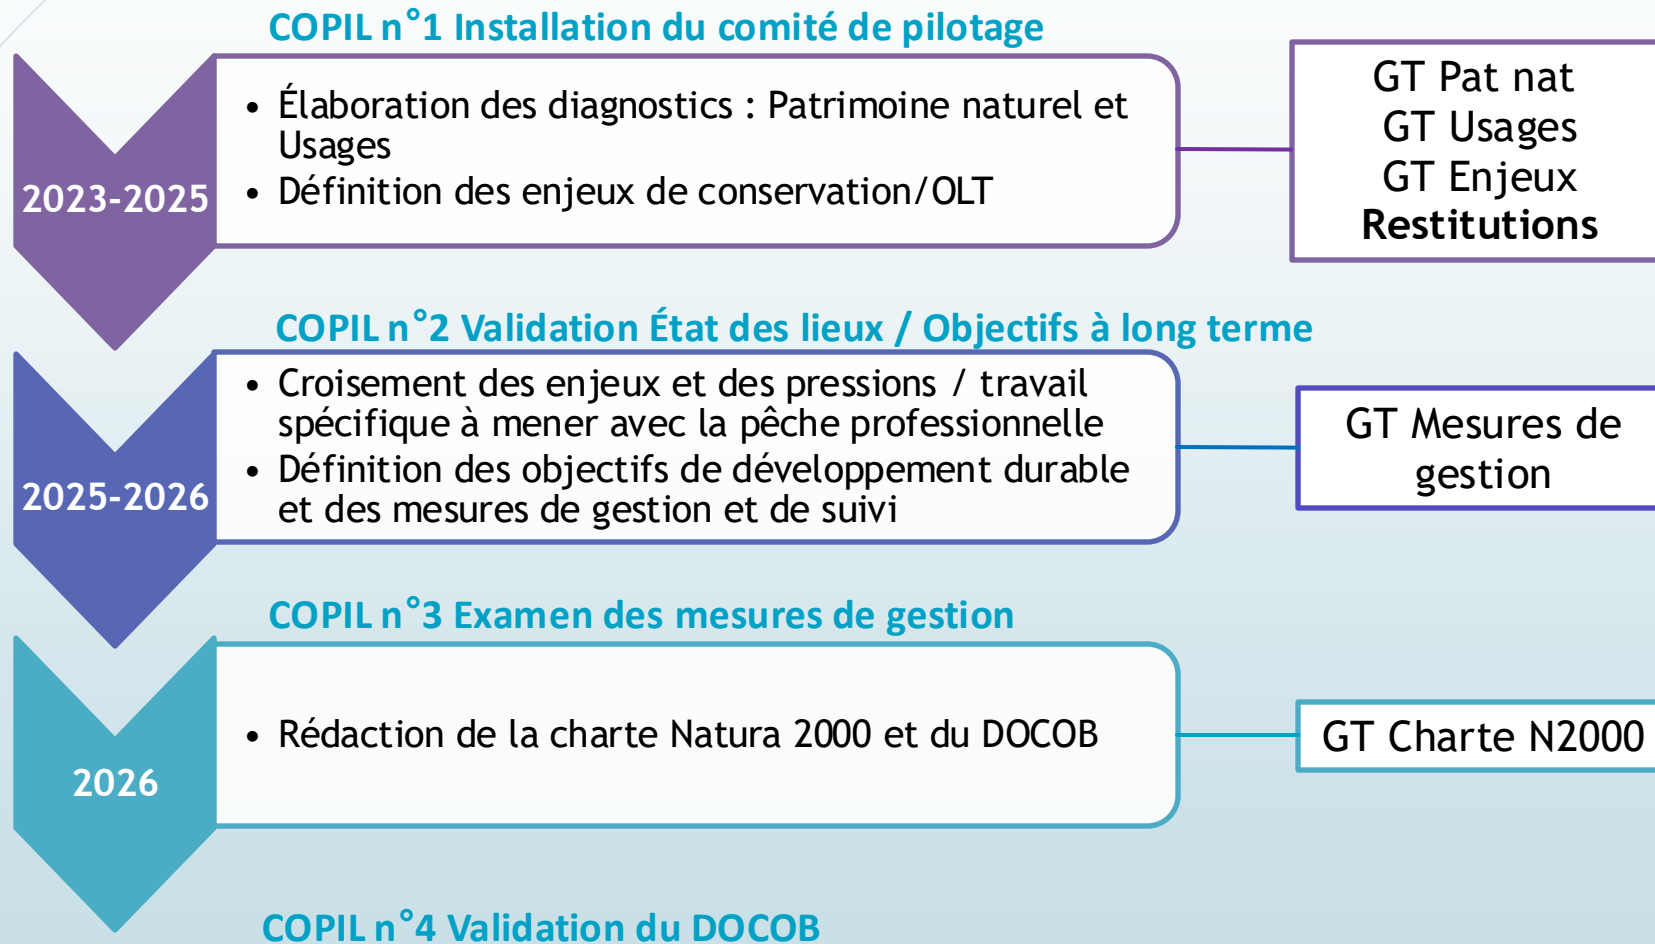 COPIL n°1 Installation du comité de pilotage
2023-2025
• Élaboration des diagnostics : Patrimoine naturel et
Usages
• Définition des enjeux de conservation/OLT
GT Pat nat
GT Usages
GT Enjeux
Restitutions
COPIL n°2 Validation État des lieux / Objectifs à long terme
2025-2026
• Croisement des enjeux et des pressions / travail
spécifique à mener avec la pêche professionnelle
• Définition des objectifs de développement durable
et des mesures de gestion et de suivi
GT Mesures de
gestion
COPIL n°3 Examen des mesures de gestion
2026
• Rédaction de la charte Natura 2000 et du DOCOB
GT Charte N2000
COPIL n°4 Validation du DOCOB